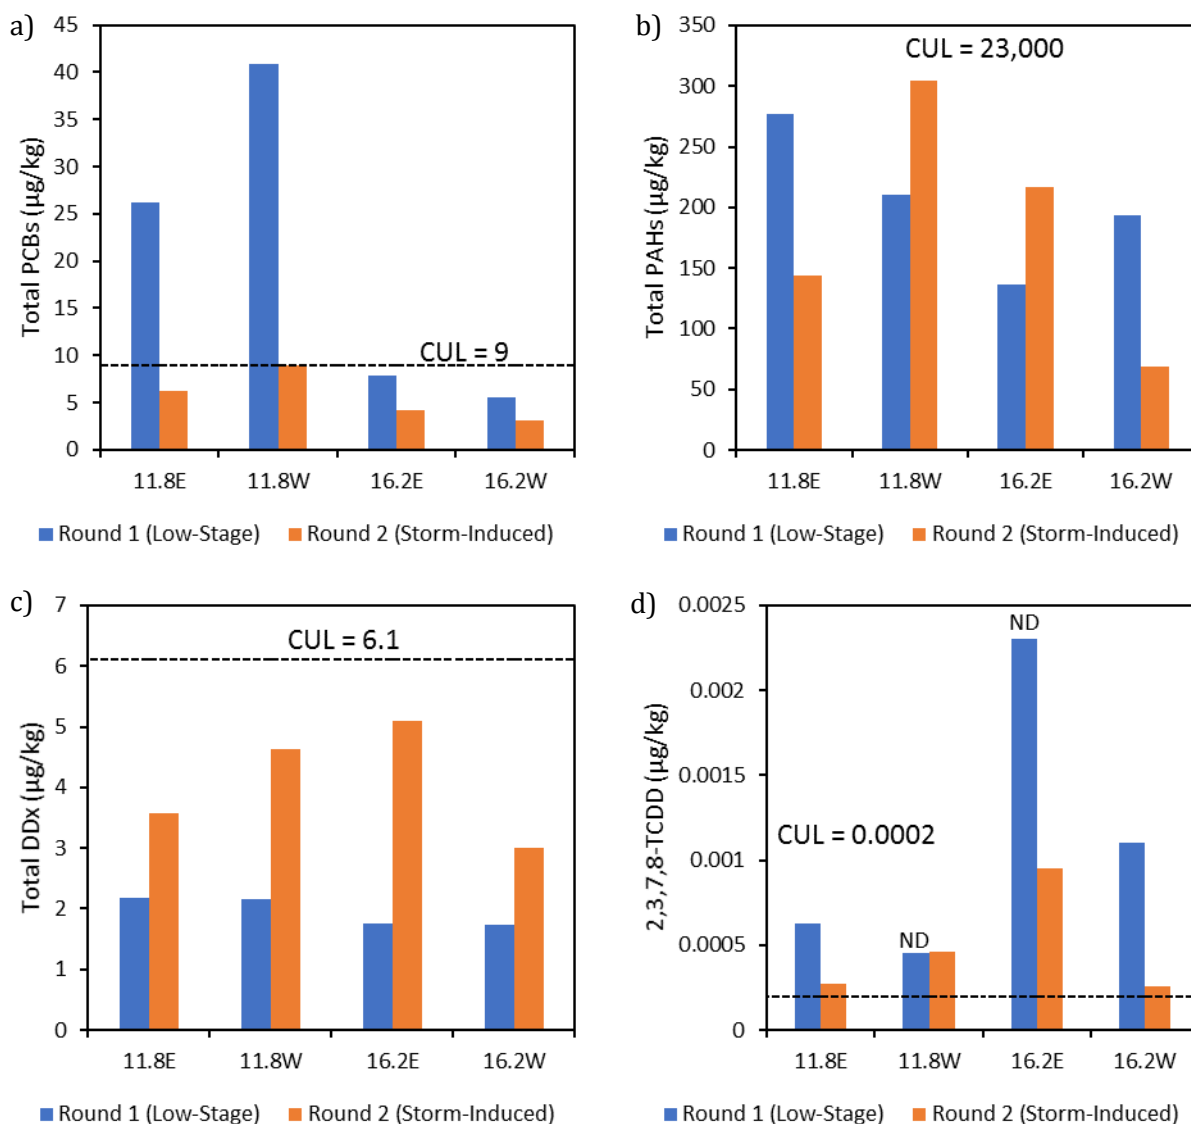 a)
Total PCBs (µg/kg)
45
40
35
30
25
20
15
10
5
0
CUL = 9
11.8E 11.8W 16.2E 16.2W
Round 1 (Low-Stage) Round 2 (Storm-Induced)
b)
Total PAHs (µg/kg)
350
300
250
200
150
100
50
0
CUL = 23,000
11.8E 11.8W 16.2E 16.2W
Round 1 (Low-Stage) Round 2 (Storm-Induced)
c)
Total DDx (µg/kg)
7
6
5
4
3
2
1
0
CUL = 6.1
11.8E 11.8W 16.2E 16.2W
Round 1 (Low-Stage) Round 2 (Storm-Induced)
d)
2,3,7,8-TCDD (µg/kg)
0.0025
0.002
0.0015
0.001
0.0005
0
ND
CUL = 0.0002
ND
11.8E 11.8W 16.2E 16.2W
Round 1 (Low-Stage) Round 2 (Storm-Induced)